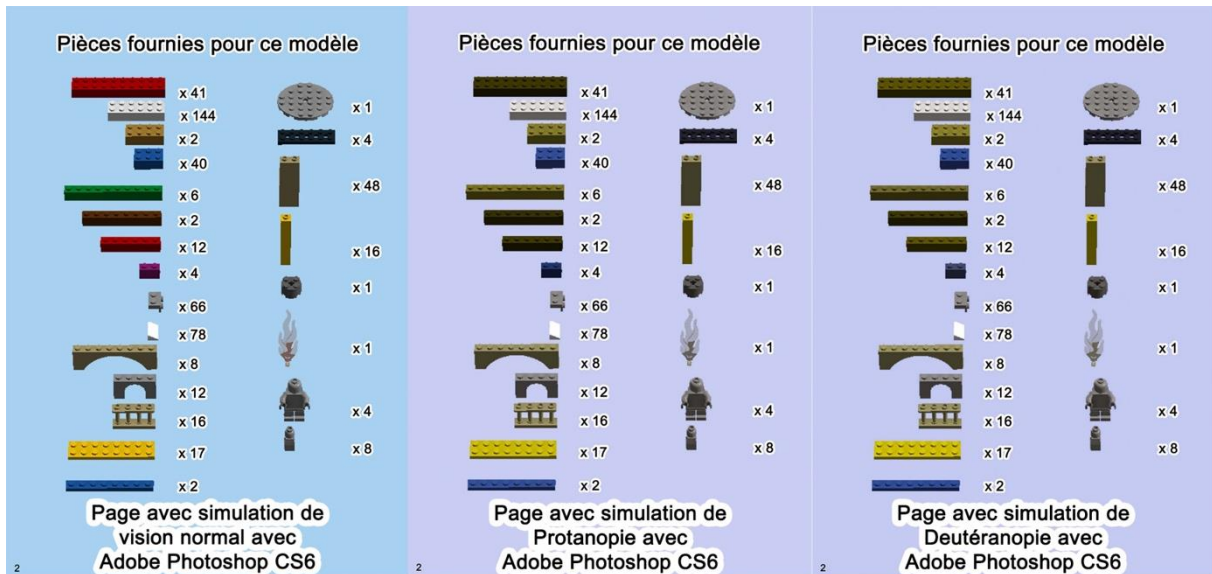 Pièces fournies pour ce modèle
x 41
x 144
x 2
x 40
x 6
x 2
x 12
x 4
x 66
x 78
x 8
x 12
x 16
x 17
x 2
x 1
x 4
x 48
x 16
x 1
x 1
x 4
x 8
Page avec simulation de
vision normal avec
Adobe Photoshop CS6
2
Pièces fournies pour ce modèle
x 41
x 144
x 2
x 40
x 6
x 2
x 12
x 4
x 66
x 78
x 8
x 12
x 16
x 17
x 2
x 1
x 4
x 48
x 16
x 1
x 1
x 4
x 8
Page avec simulation de
Protanopie avec
Adobe Photoshop CS6
2
Pièces fournies pour ce modèle
x 41
x 144
x 2
x 40
x 6
x 2
x 12
x 4
x 66
x 78
x 8
x 12
x 16
x 17
x 2
x 1
x 4
x 48
x 16
x 1
x 1
x 4
x 8
Page avec simulation de
Deutéranopie avec
Adobe Photoshop CS6
2